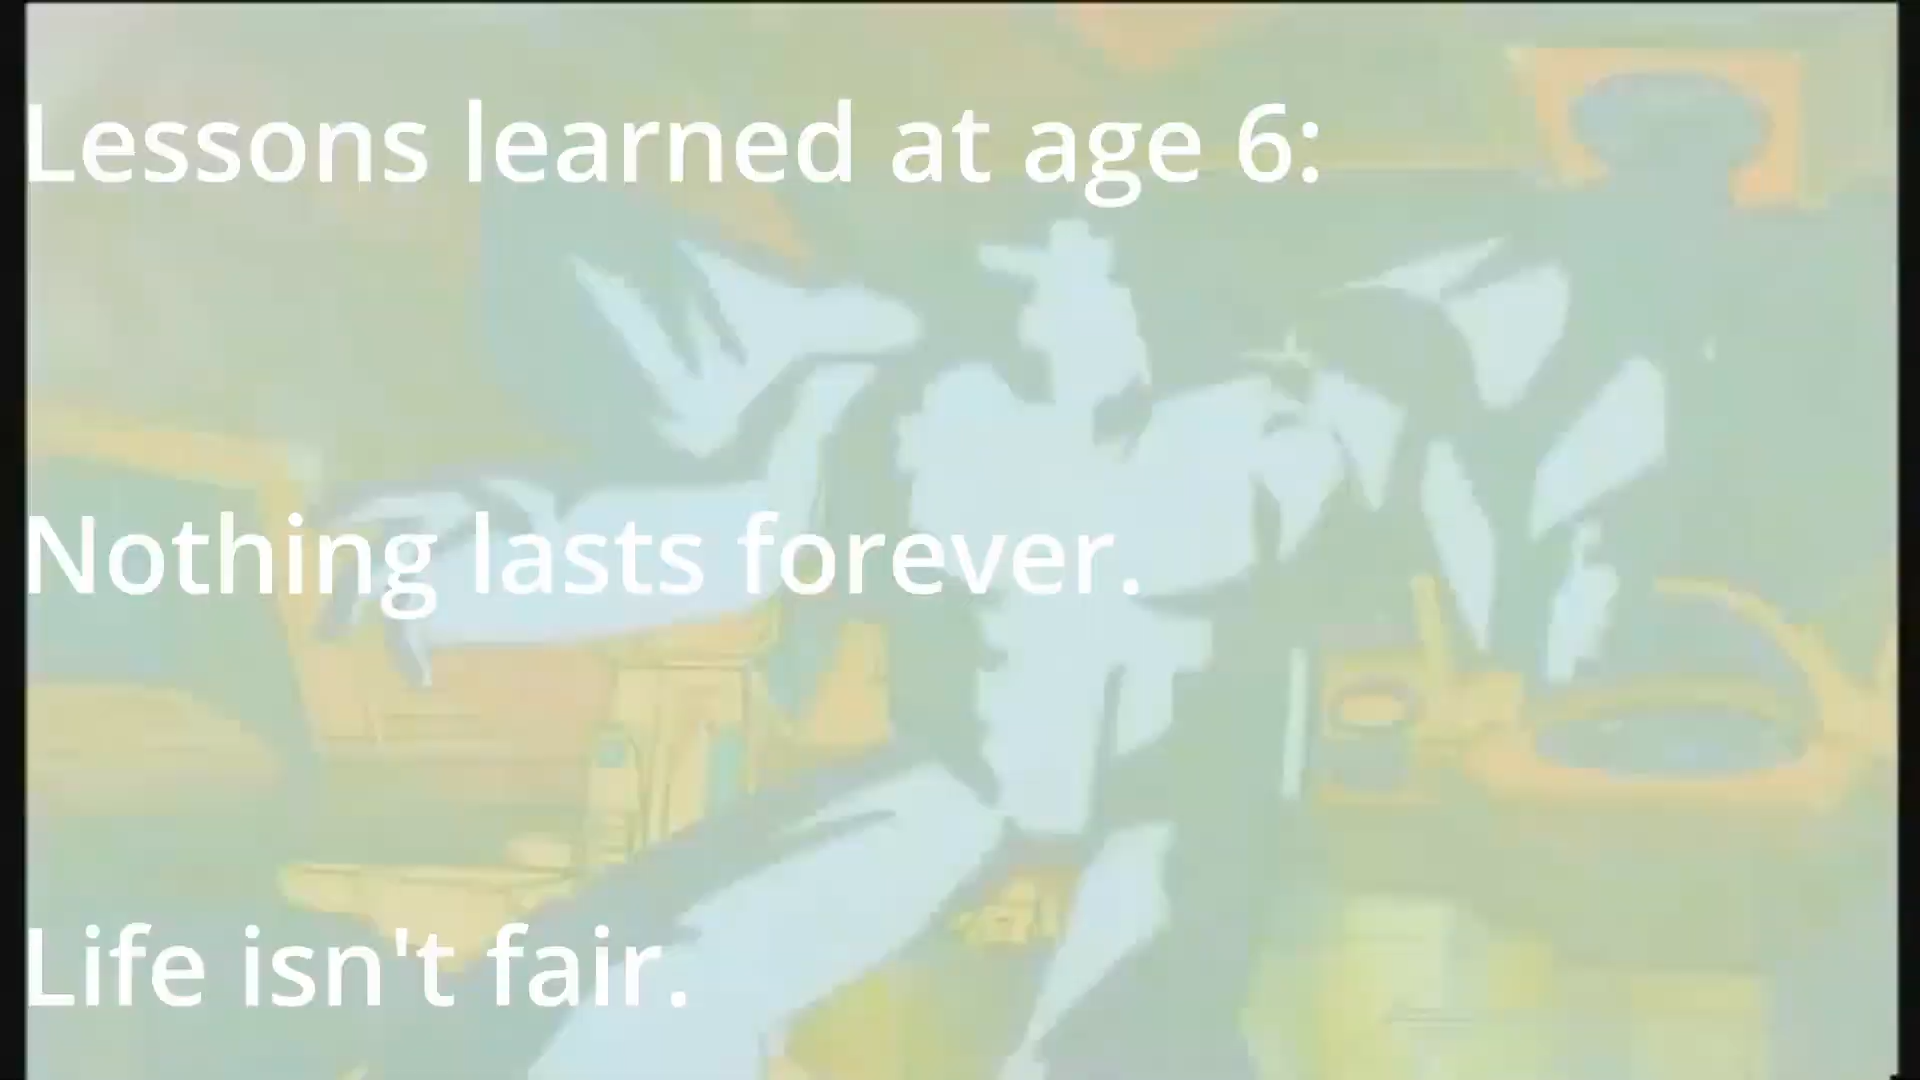 Lessons learned at age 6:
Nothing lasts forever.
Life isn't fair.